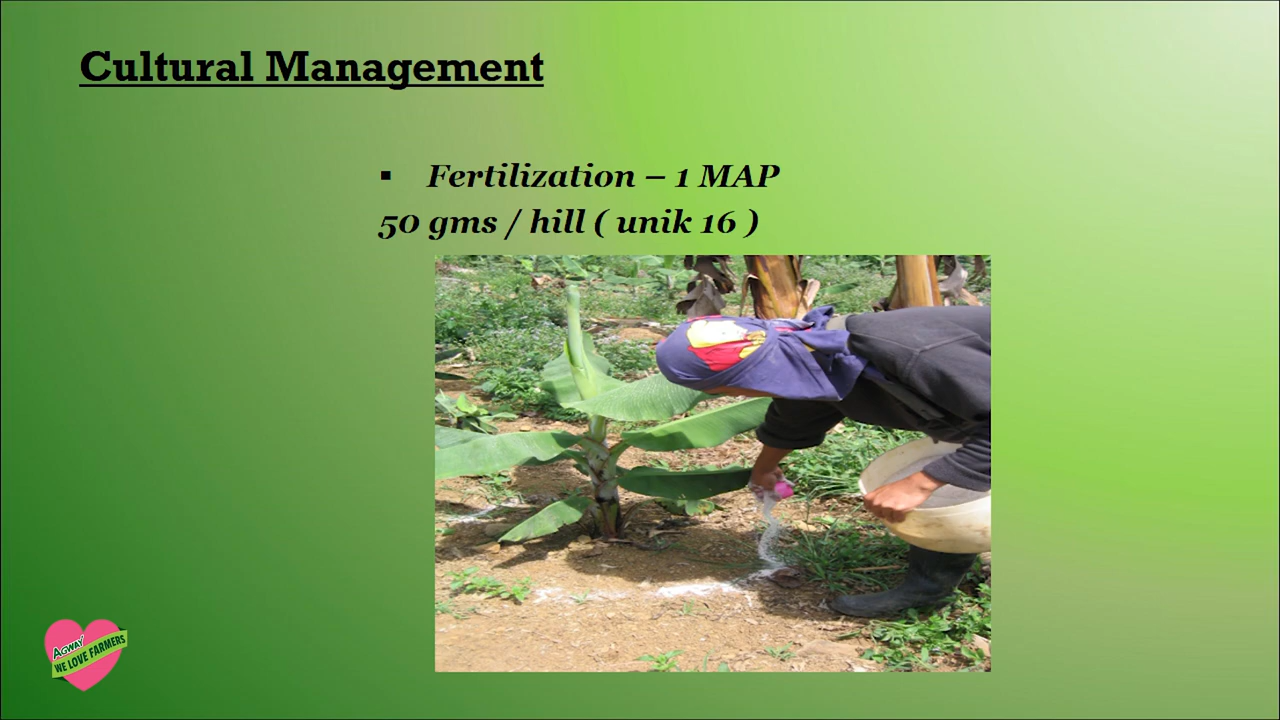 Cultural Management
▪ Fertilization – 1 MAP
50 gms / hill ( unik 16 )
AGWAY
WE LOVE FARMERS